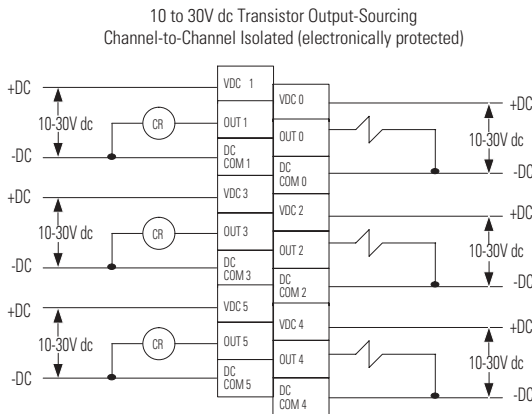 10 to 30V dc Transistor Output-Sourcing
Channel-to-Channel Isolated (electronically protected)
+DC
10-30V dc
-DC
CR
VDC 1
OUT 1
DC
COM 1
VDC 0
OUT 0
DC
COM 0
+DC
10-30V dc
-DC
+DC
10-30V dc
-DC
CR
VDC 3
OUT 3
DC
COM 3
VDC 2
OUT 2
DC
COM 2
+DC
10-30V dc
-DC
+DC
10-30V dc
-DC
CR
VDC 5
OUT 5
DC
COM 5
VDC 4
OUT 4
DC
COM 4
+DC
10-30V dc
-DC